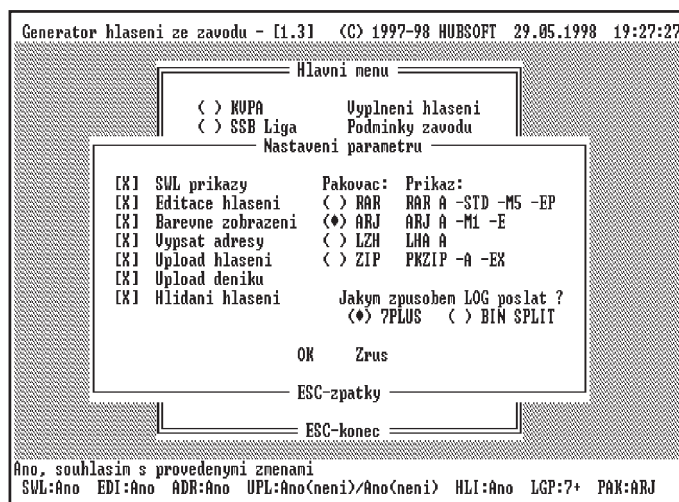 Generator hlaseni ze zavodu - [1.3] (C) 1997-98 HUBSOFT 29.05.1998 19:27:27
Hlavni menu
( ) KVPA Vyplneni hlaseni
( ) SSB Liga Podminky zavodu
Nastaveni parametru
[X] SWL prikazy Pakovac: Prikaz:
[X] Editace hlaseni ( ) RAR RAR A -STD -M5 -EP
[X] Barevne zobrazeni (♦) ARJ ARJ A -M1 -E
[X] Vypsat adresy ( ) LZH LHA A
[X] Upload hlaseni ( ) ZIP PKZIP -A -EX
[X] Upload deniku
[X] Hlidani hlaseni Jakym zpusobem LOG poslat ?
(♦) 7PLUS ( ) BIN SPLIT
OK Zrus
ESC-zpatky
ESC-konec
Ano, souhlasim s provedenymi zmenami
SWL:Ano EDI:Ano ADR:Ano UPL:Ano(neni)/Ano(neni) HLI:Ano LGP:7+ PAK:ARJ